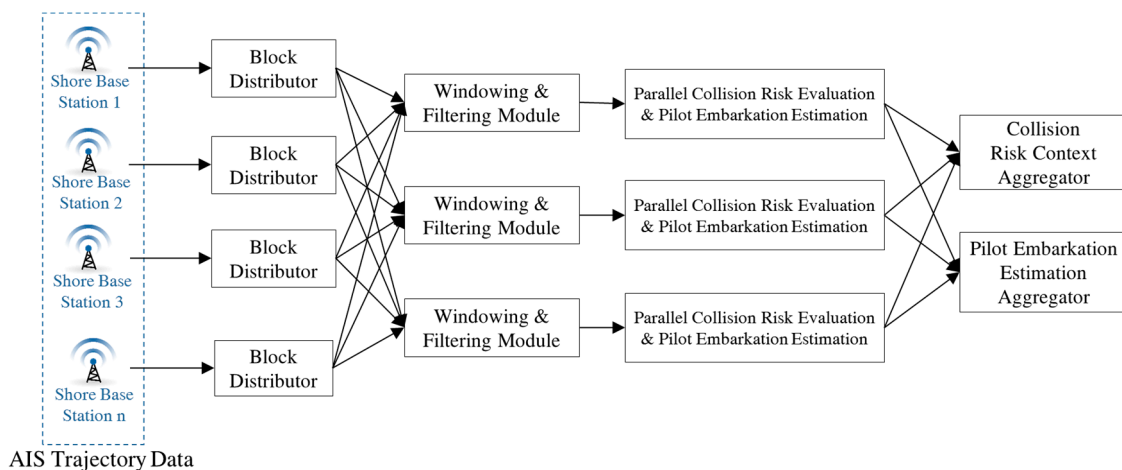 Shore Base
Station 1
Shore Base
Station 2
Shore Base
Station 3
Shore Base
Station n
AIS Trajectory Data
Block
Distributor
Block
Distributor
Block
Distributor
Block
Distributor
Windowing &
Filtering Module
Windowing &
Filtering Module
Windowing &
Filtering Module
Parallel Collision Risk Evaluation
& Pilot Embarkation Estimation
Parallel Collision Risk Evaluation
& Pilot Embarkation Estimation
Parallel Collision Risk Evaluation
& Pilot Embarkation Estimation
Collision
Risk Context
Aggregator
Pilot Embarkation
Estimation
Aggregator